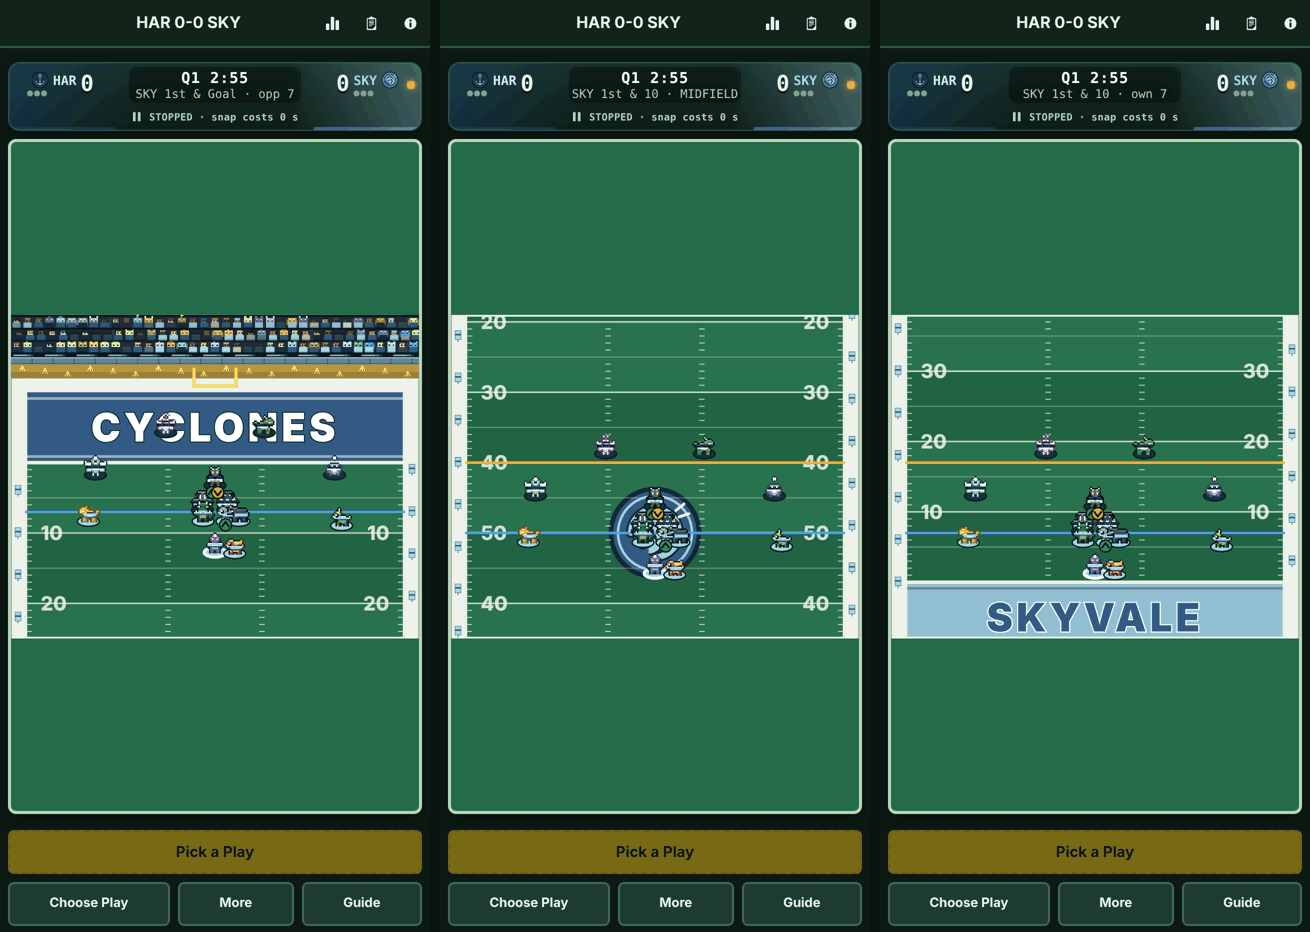 HAR 0-0 SKY
HAR 0
Q1 2:55
SKY 1st & Goal · opp 7
0 SKY
STOPPED · snap costs 0 s
CYCLONES
10 10
20 20
Pick a Play
Choose Play
More
Guide
HAR 0-0 SKY
HAR 0
Q1 2:55
SKY 1st & 10 · MIDFIELD
0 SKY
STOPPED · snap costs 0 s
20 20
30 30
40 40
50 50
40 40
Pick a Play
Choose Play
More
Guide
HAR 0-0 SKY
HAR 0
Q1 2:55
SKY 1st & 10 · own 7
0 SKY
STOPPED · snap costs 0 s
30 30
20 20
10 10
SKYVALE
Pick a Play
Choose Play
More
Guide